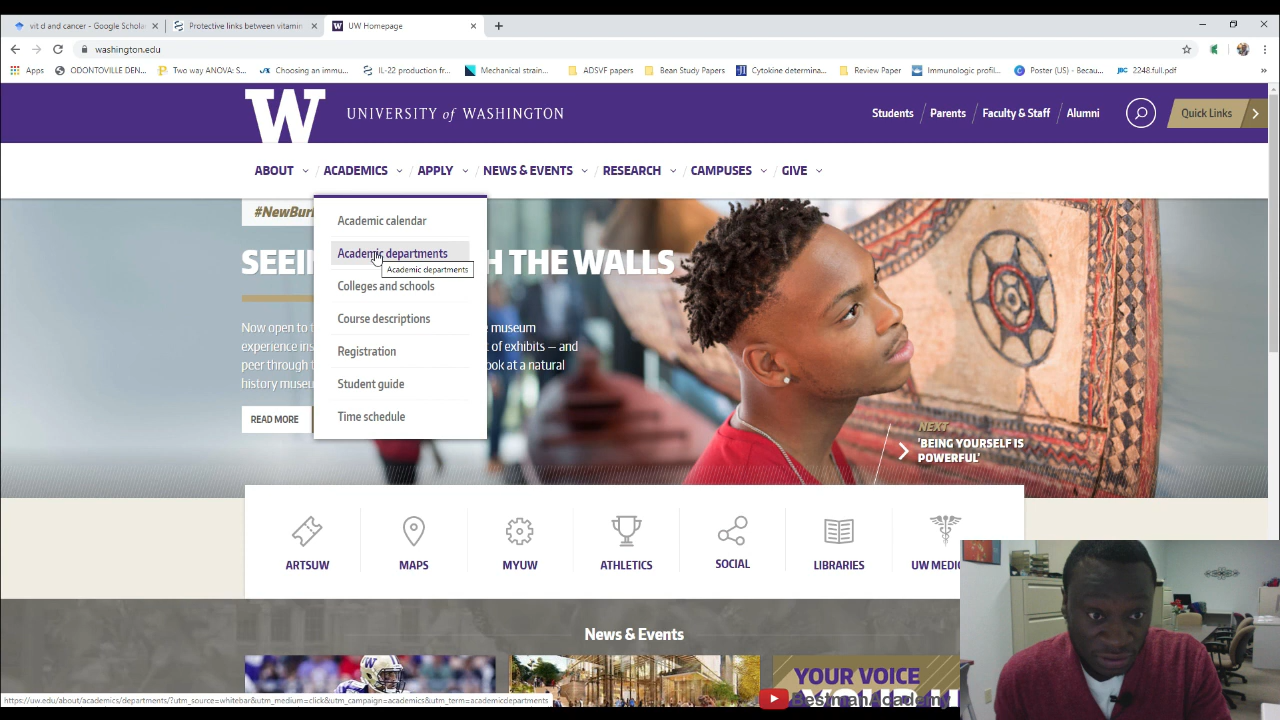 vit d and cancer - Google Schola
Protective links between vitamin
UW Homepage
washington.edu
Apps
ODONTOVILLE DEN...
Two way ANOVA: S...
Choosing an immu...
IL-22 production fr...
Mechanical strain...
ADSVF papers
Bean Study Papers
Cytokine determina...
Review Paper
Immunologic profil...
Poster (US) (Becau...
2248.full.pdf
W
UNIVERSITY of WASHINGTON
Students
Parents
Faculty & Staff
Alumni
Quick Links
ABOUT
ACADEMICS
APPLY
NEWS & EVENTS
RESEARCH
CAMPUSES
GIVE
Academic calendar
Academic departments
Academic departments
Colleges and schools
Course descriptions
Registration
Student guide
Time schedule
#NewBur
SEEI H THE WALLS
Now open to museum
experience ins t of exhibits — and
peer through ook at a natural
history museu
READ MORE
NEXT
'BEING YOURSELF IS
POWERFUL'
ARTSUW
MAPS
MYUW
ATHLETICS
SOCIAL
LIBRARIES
UW MEDIC
News & Events
YOUR VOICE
https://uw.edu/about/academics/departments/?utm_source=whitebar&utm_medium=click&utm_campaign=academics&utm_term=academicdepartments
BesmanAcademy